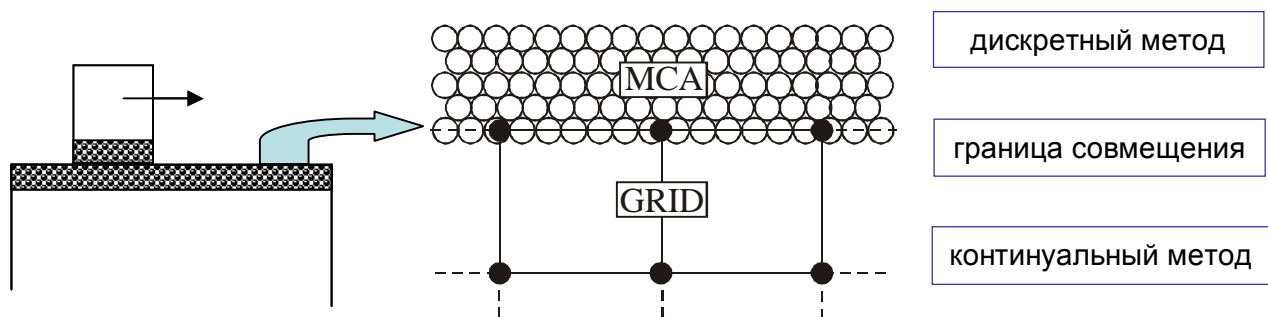 MCA
GRID
дискретный метод
граница совмещения
континуальный метод